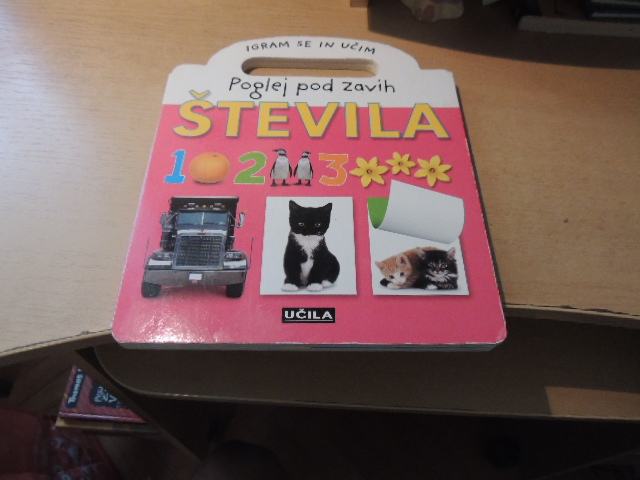 IGRAM SE IN UČIM
Poglej pod zavih
ŠTEVILA
1 2 3
UČILA